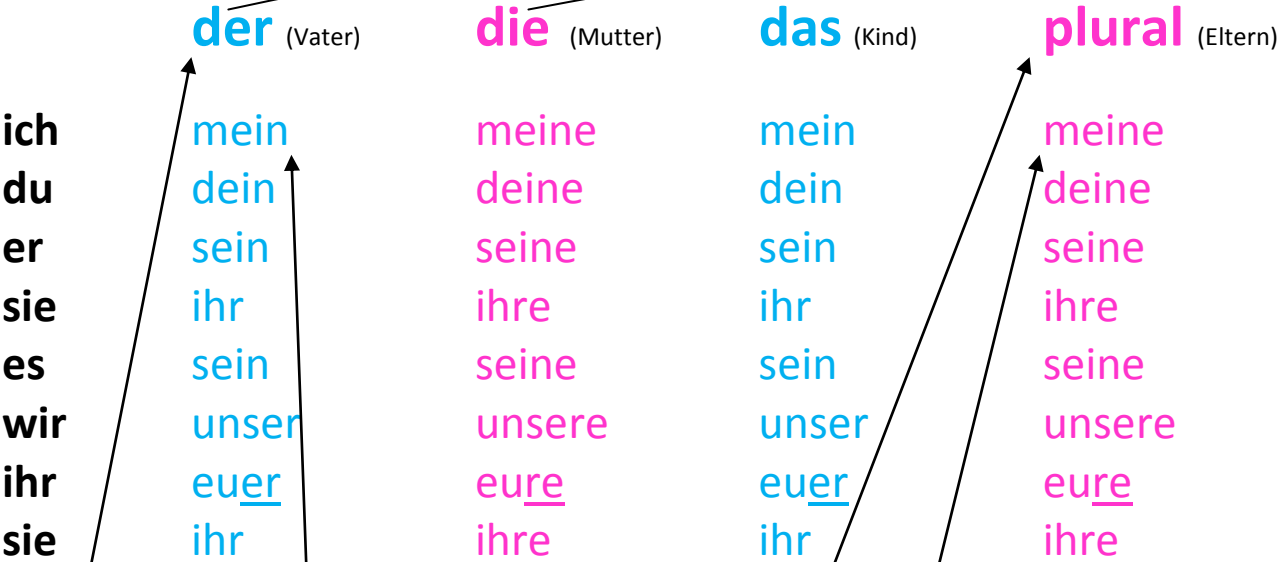 der (Vater) die (Mutter) das (Kind) plural (Eltern)
ich mein meine mein meine
du dein deine dein deine
er sein seine sein seine
sie ihr ihre ihr ihre
es sein seine sein seine
wir unser unsere unser unsere
ihr euer eure euer eure
sie ihr ihre ihr ihre